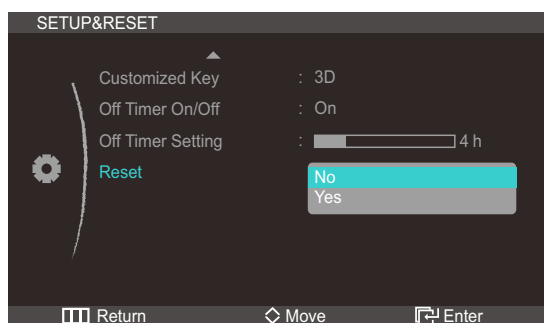 SETUP&RESET
Customized Key : 3D
Off Timer On/Off : On
Off Timer Setting : 4 h
Reset No
Yes
Return Move Enter